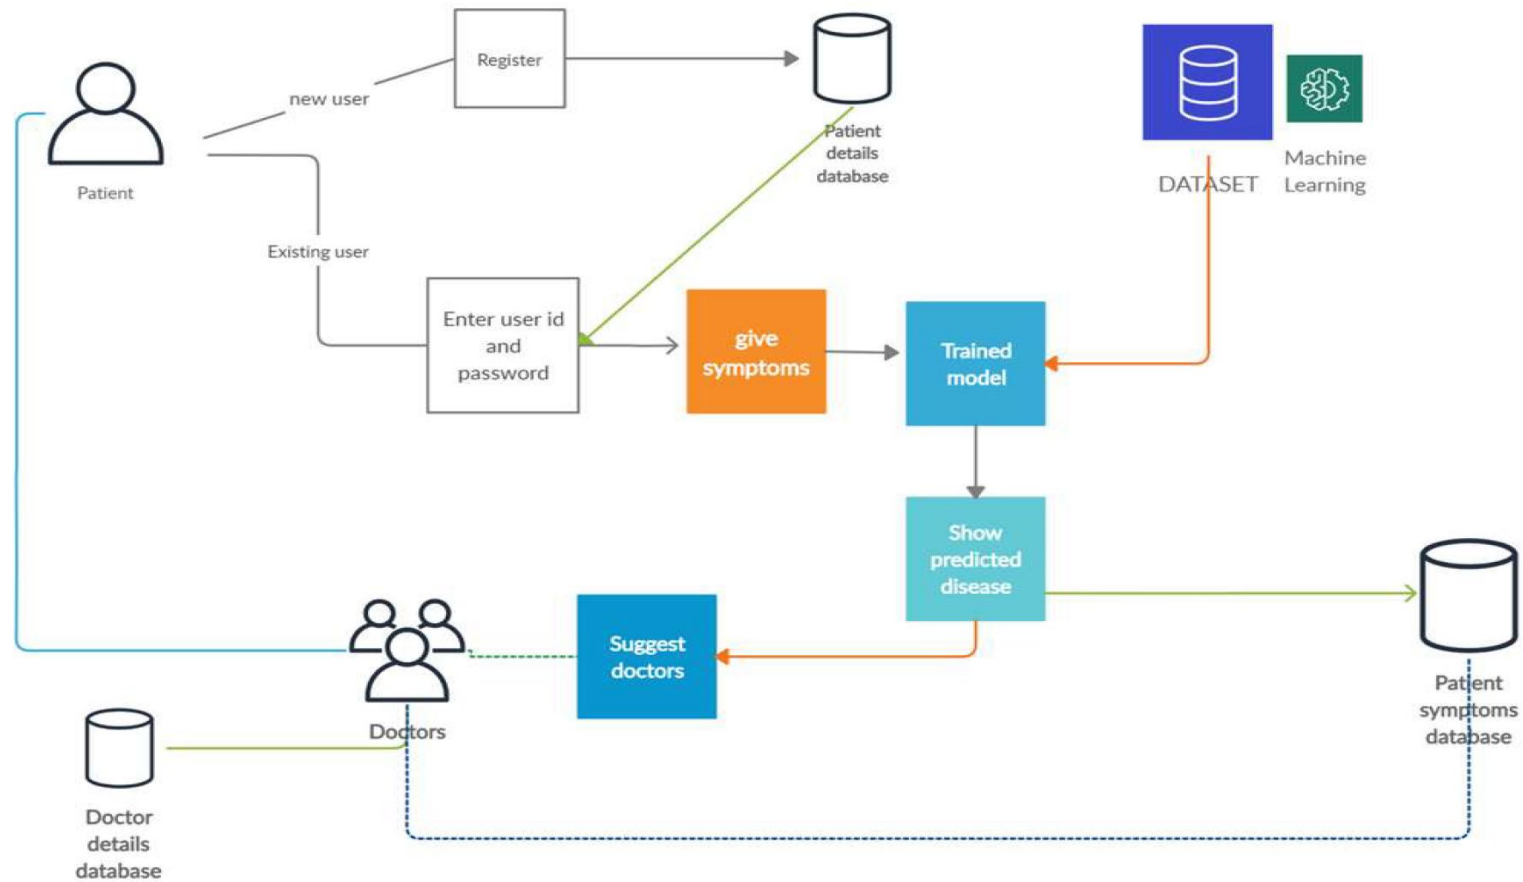 Register
new user
Patient
Patient
details
database
DATASET
Machine
Learning
Existing user
Enter user id
and
password
give
symptoms
Trained
model
Show
predicted
disease
Suggest
doctors
Doctors
Patient
symptoms
database
Doctor
details
database